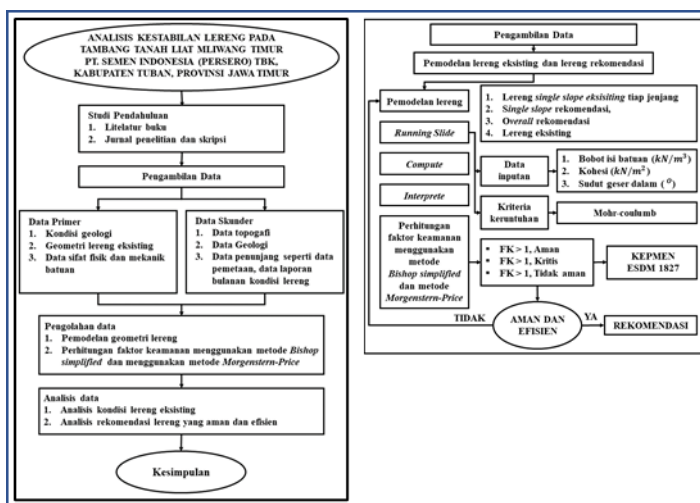 ANALISIS KESTABILAN LERENG PADA
TAMBANG TANAH LIAT MLIWANG TIMUR
PT. SEMEN INDONESIA (PERSERO) TBK,
KABUPATEN TUBAN, PROVINSI JAWA TIMUR
Studi Pendahuluan
1. Litelatur buku
2. Jurnal penelitian dan skripsi
Pengambilan Data
Data Primer
1. Kondisi geologi
2. Geometri lereng eksisting
3. Data sifat fisik dan mekanik
batuan
Data Skunder
1. Data topogafi
2. Data Geologi
3. Data penunjang seperti data
pemetaan, data laporan
bulanan kondisi lereng
Pengolahan data
1. Pemodelan geometri lereng
2. Perhitungan faktor keamanan menggunakan metode Bishop
simplified dan menggunakan metode Morgenstern-Price
Analisis data
1. Analisis kondisi lereng eksisting
2. Analisis rekomendasi lereng yang aman dan efisien
Kesimpulan
Pengambilan Data
Pemodelan lereng eksisting dan lereng rekomendasi
Pemodelan lereng
1. Lereng single slope eksisiting tiap jenjang
2. Single slope rekomendasi,
3. Overall rekomendasi
4. Lereng eksisting
Running Slide
Compute
Interprete
Data
inputan
1. Bobot isi batuan (kN/m³)
2. Kohesi (kN/m²)
3. Sudut geser dalam (°)
Kriteria
keruntuhan
Mohr-coulumb
Perhitungan
faktor keamanan
menggunakan
metode
Bishop simplified
dan metode
Morgenstern-Price
▪ FK > 1, Aman
▪ FK > 1, Kritis
▪ FK > 1, Tidak aman
KEPMEN
ESDM 1827
TIDAK
AMAN DAN
EFISIEN
YA
REKOMENDASI